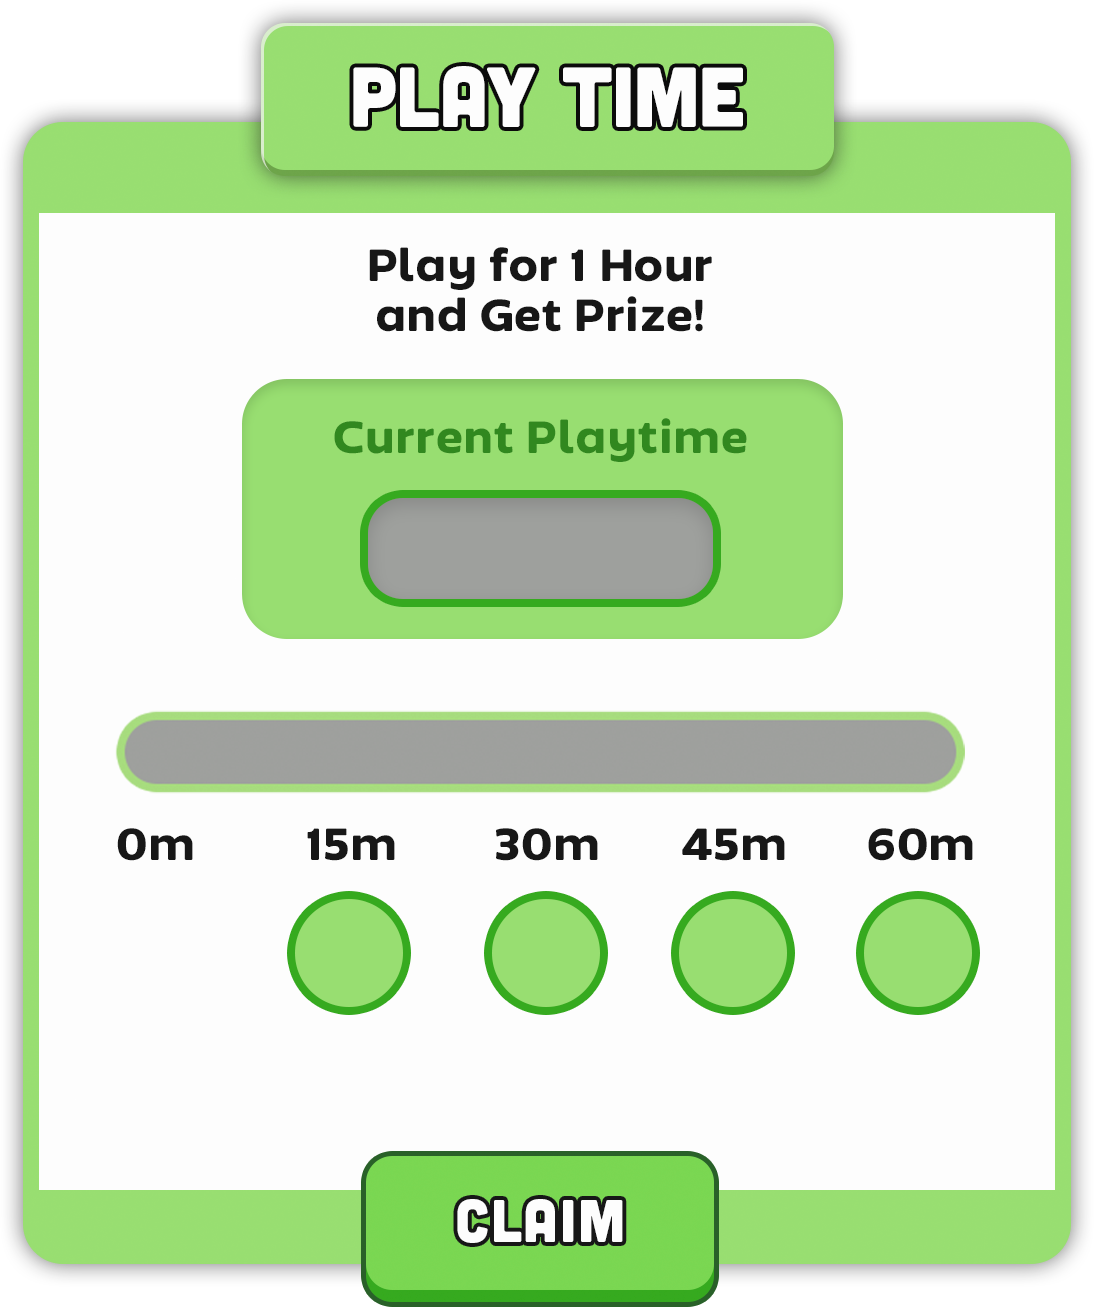 PLAY TIME
Play for 1 Hour
and Get Prize!
Current Playtime
0m 15m 30m 45m 60m
CLAIM